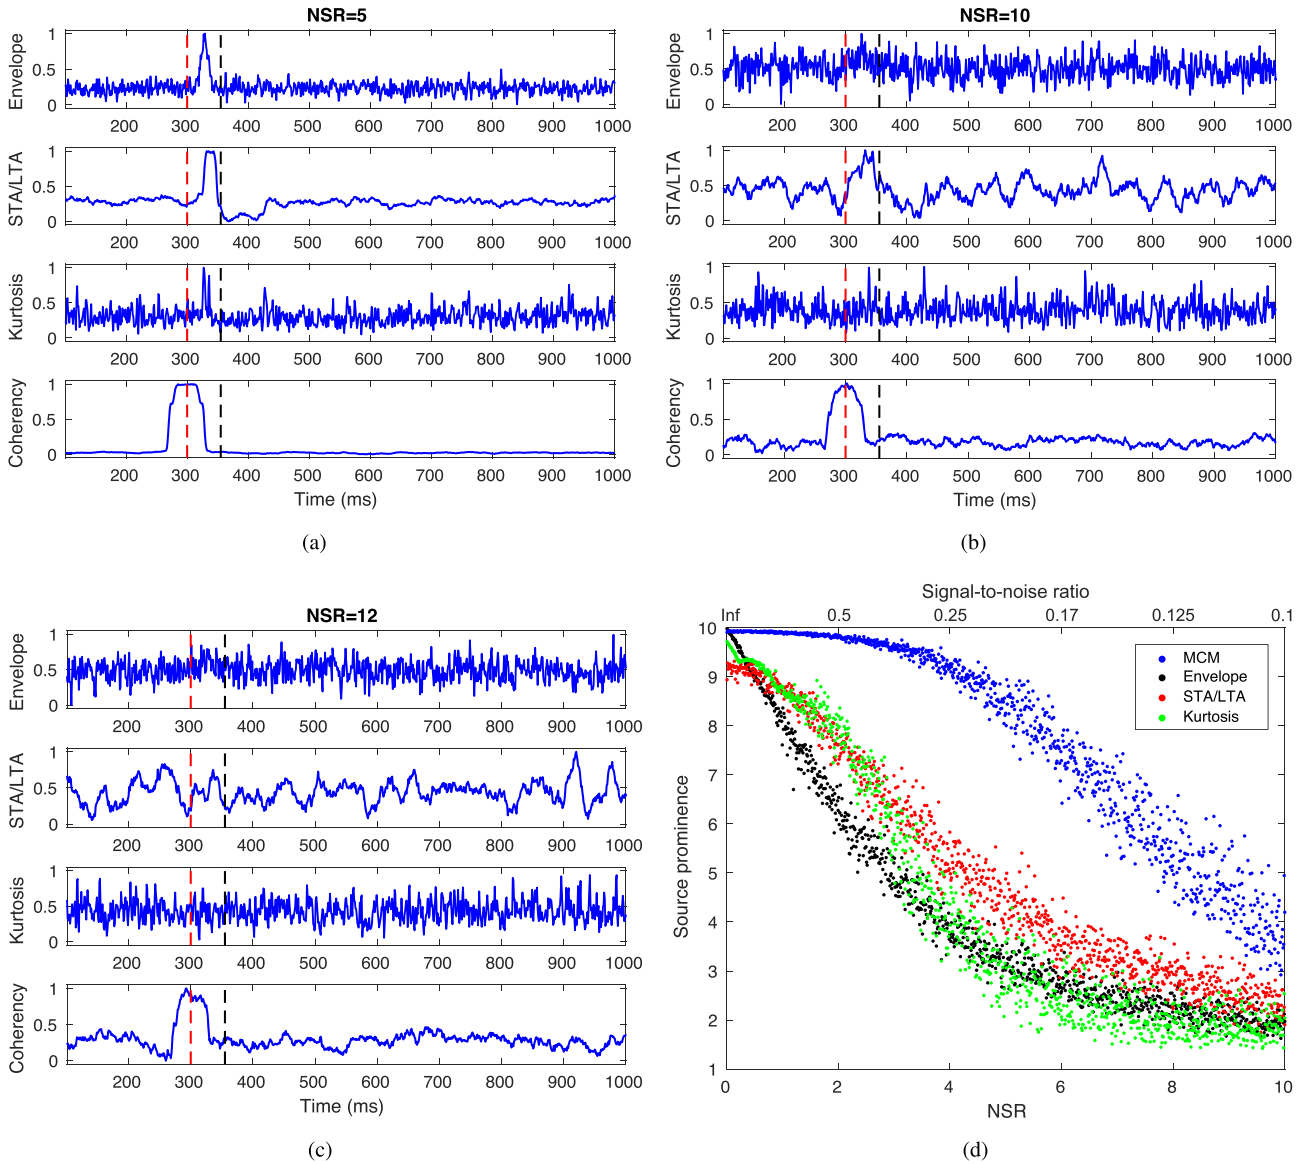 NSR=5
Envelope
1
0.5
0
200 300 400 500 600 700 800 900 1000
STA/LTA
1
0.5
0
200 300 400 500 600 700 800 900 1000
Kurtosis
1
0.5
0
200 300 400 500 600 700 800 900 1000
Coherency
1
0.5
0
200 300 400 500 600 700 800 900 1000
Time (ms)
(a)
NSR=10
Envelope
1
0.5
0
200 300 400 500 600 700 800 900 1000
STA/LTA
1
0.5
0
200 300 400 500 600 700 800 900 1000
Kurtosis
1
0.5
0
200 300 400 500 600 700 800 900 1000
Coherency
1
0.5
0
200 300 400 500 600 700 800 900 1000
Time (ms)
(b)
NSR=12
Envelope
1
0.5
0
200 300 400 500 600 700 800 900 1000
STA/LTA
1
0.5
0
200 300 400 500 600 700 800 900 1000
Kurtosis
1
0.5
0
200 300 400 500 600 700 800 900 1000
Coherency
1
0.5
0
200 300 400 500 600 700 800 900 1000
Time (ms)
(c)
Signal-to-noise ratio
Inf 0.5 0.25 0.17 0.125 0.1
Source prominence
10
9
8
7
6
5
4
3
2
1
MCM
Envelope
STA/LTA
Kurtosis
0 2 4 6 8 10
NSR
(d)